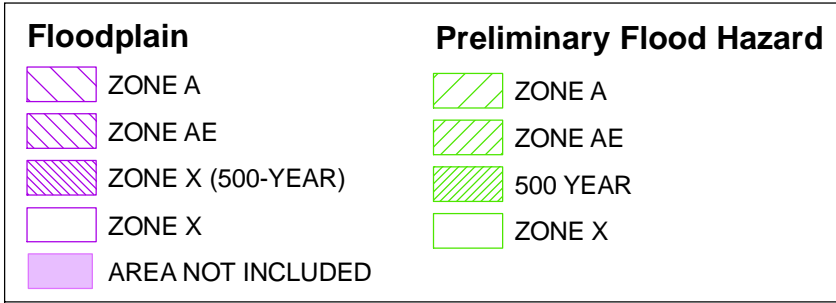 Floodplain
ZONE A
ZONE AE
ZONE X (500-YEAR)
ZONE X
AREA NOT INCLUDED
Preliminary Flood Hazard
ZONE A
ZONE AE
500 YEAR
ZONE X